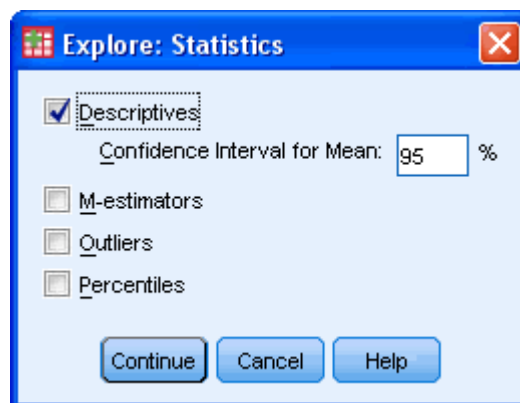 Explore: Statistics
Descriptives
Confidence Interval for Mean: 95 %
M-estimators
Outliers
Percentiles
Continue Cancel Help